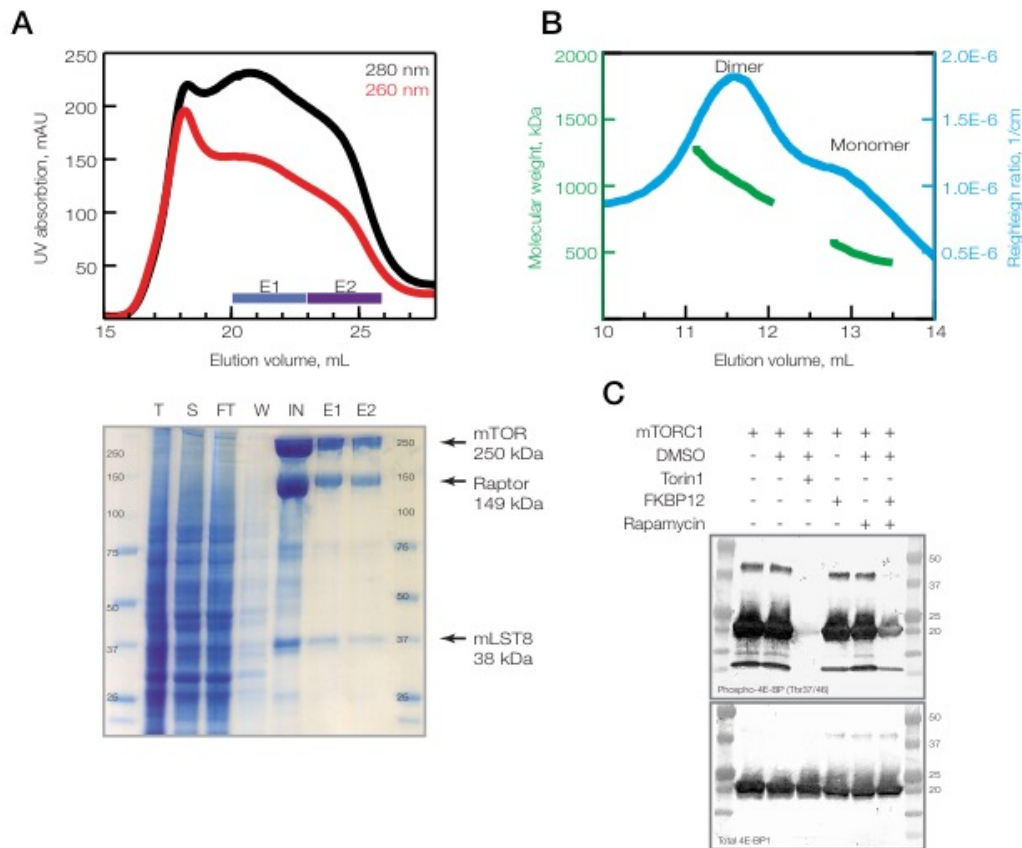 A
250
200
150
100
50
280 nm
260 nm
E1
E2
15
20
25
UV absorbtion, mAU
Elution volume, mL
B
2000
1500
1000
500
Molecular weight, kDa
Dimer
Monomer
2.0E-6
1.5E-6
1.0E-6
0.5E-6
Reighleigh ratio, 1/cm
10
11
12
13
14
Elution volume, mL
T S FT W IN E1 E2
250
150
100
75
50
37
25
250
150
100
75
50
37
25
mTOR
250 kDa
Raptor
149 kDa
mLST8
38 kDa
C
mTORC1 + + + + + +
DMSO - + + - + +
Torin1 - - + - - -
FKBP12 - - - + - +
Rapamycin - - - - + +
50
37
25
20
Phospho-4E-BP (Thr37/46)
50
37
25
20
Total 4E-BP1